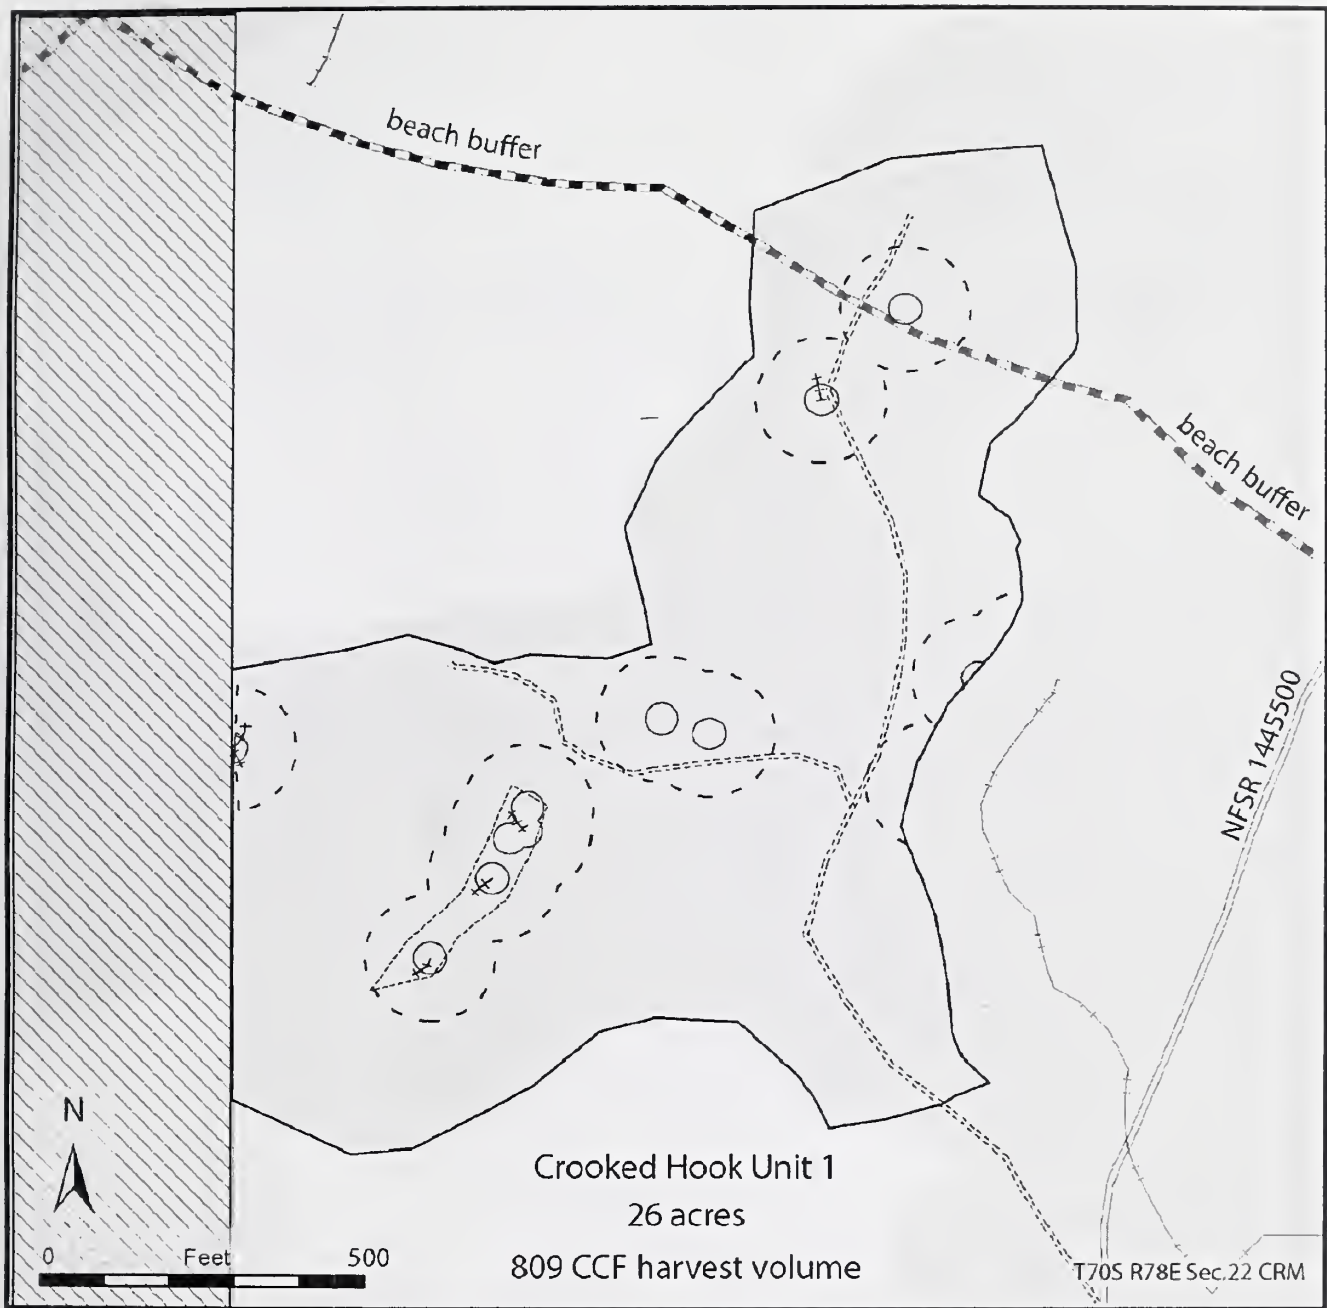 beach buffer
beach buffer
NFSR 1445500
N
0 Feet 500
Crooked Hook Unit 1
26 acres
809 CCF harvest volume
T70S R78E Sec.22 CRM